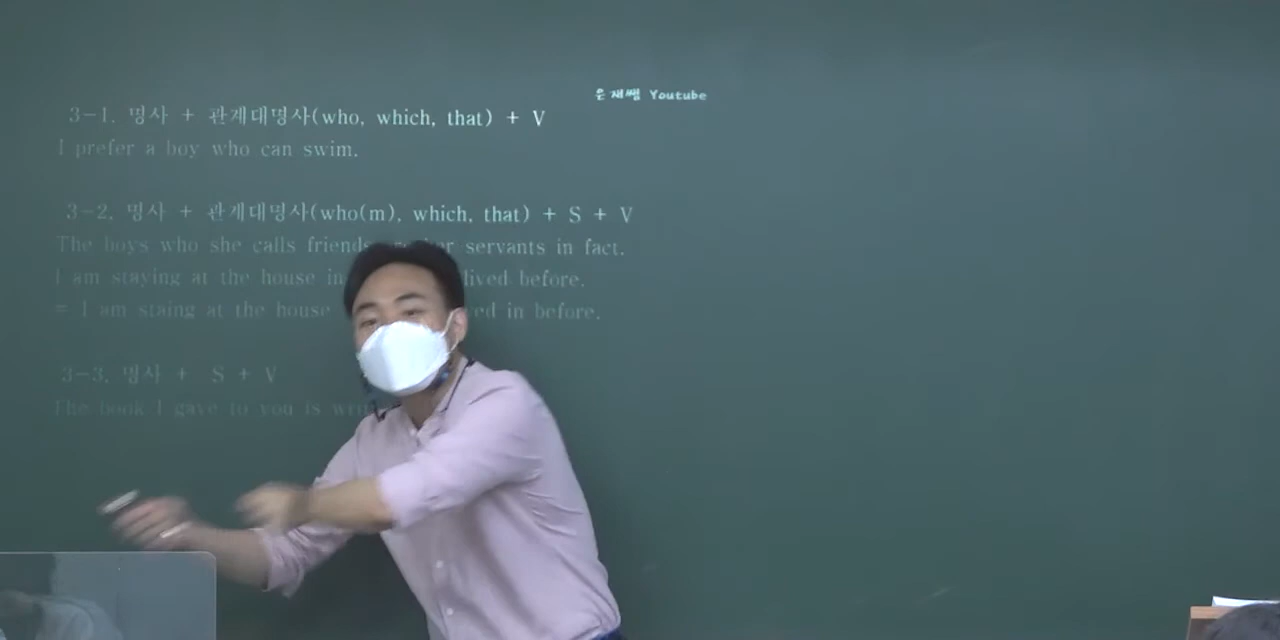 은재쌤 Youtube
3-1. 명사 + 관계대명사(who, which, that) + V
I prefer a boy who can swim.
3-2. 명사 + 관계대명사(who(m), which, that) + S + V
The boys who she calls friends servants in fact.
I am staying at the house in lived before.
= I am staing at the house in before.
3-3. 명사 + S + V
The book I gave to you is